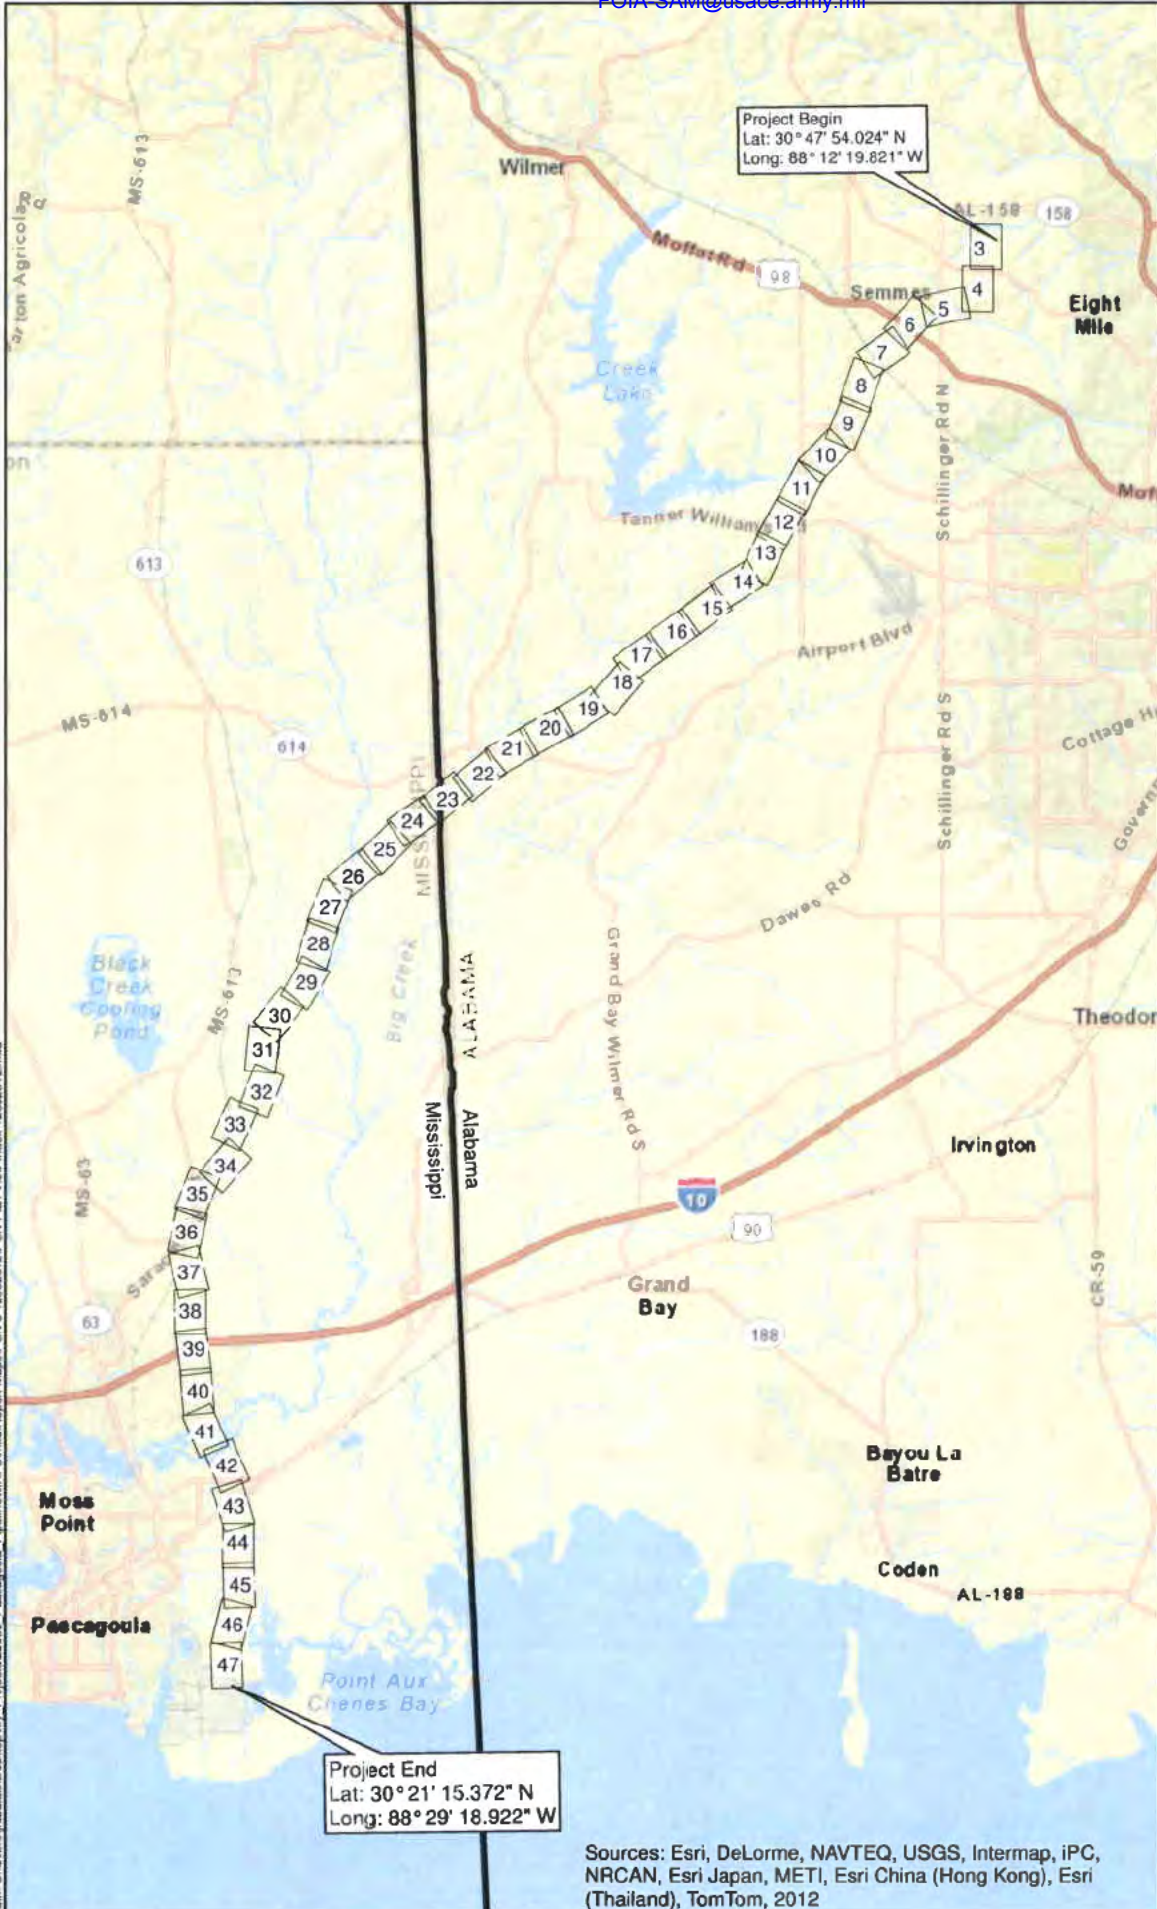 FOIA-SAM@usace.army.mil
Project Begin
Lat: 30° 47' 54.024" N
Long: 88° 12' 19.821" W
MS-613
Wilmer
AL-158
158
3
Moffat Rd
98
4
Semmes
5
Eight
Mile
6
7
Creek
Lake
8
Schillinger Rd N
9
10
11
Tanner Williams
12
13
613
14
15
16
Airport Blvd
17
18
MS-614
19
20
614
21
Schillinger Rd S
22
MISSISSIPPI
23
24
25
26
27
Dawes Rd
28
Grand Bay Wilmer Rd S
Black
Creek
Cooling
Pond
29
MS-613
Big Creek
ALABAMA
30
Theodor
31
32
33
Mississippi
Alabama
Irvington
34
MS-63
35
10
36
90
37
CR-59
Grand
Bay
38
63
188
39
40
41
Bayou La
Batre
42
Moss
Point
43
44
Coden
45
AL-188
Pascagoula
46
47
Point Aux
Chenes Bay
Project End
Lat: 30° 21' 15.372" N
Long: 88° 29' 18.922" W
Sources: Esri, DeLorme, NAVTEQ, USGS, Intermap, iPC,
NRCAN, Esri Japan, METI, Esri China (Hong Kong), Esri
(Thailand), TomTom, 2012